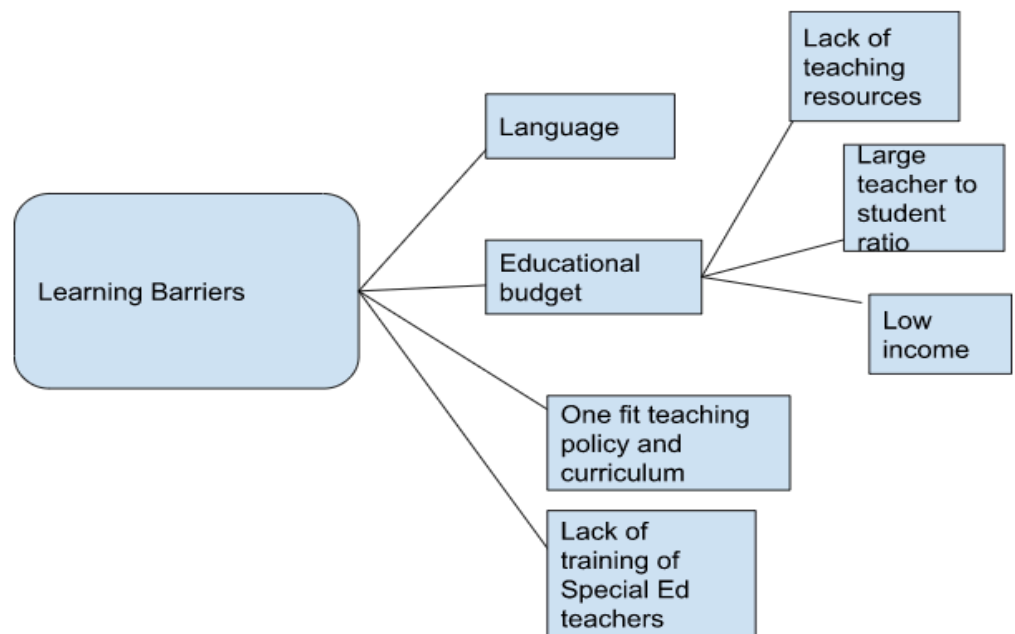 Learning Barriers
Language
Educational
budget
Lack of
teaching
resources
Large
teacher to
student
ratio
Low
income
One fit teaching
policy and
curriculum
Lack of
training of
Special Ed
teachers